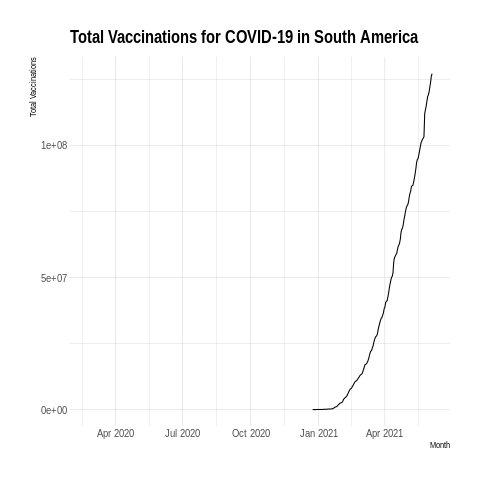 Total Vaccinations for COVID-19 in South America
Total Vaccinations
1e+08
5e+07
0e+00
Apr 2020 Jul 2020 Oct 2020 Jan 2021 Apr 2021
Month